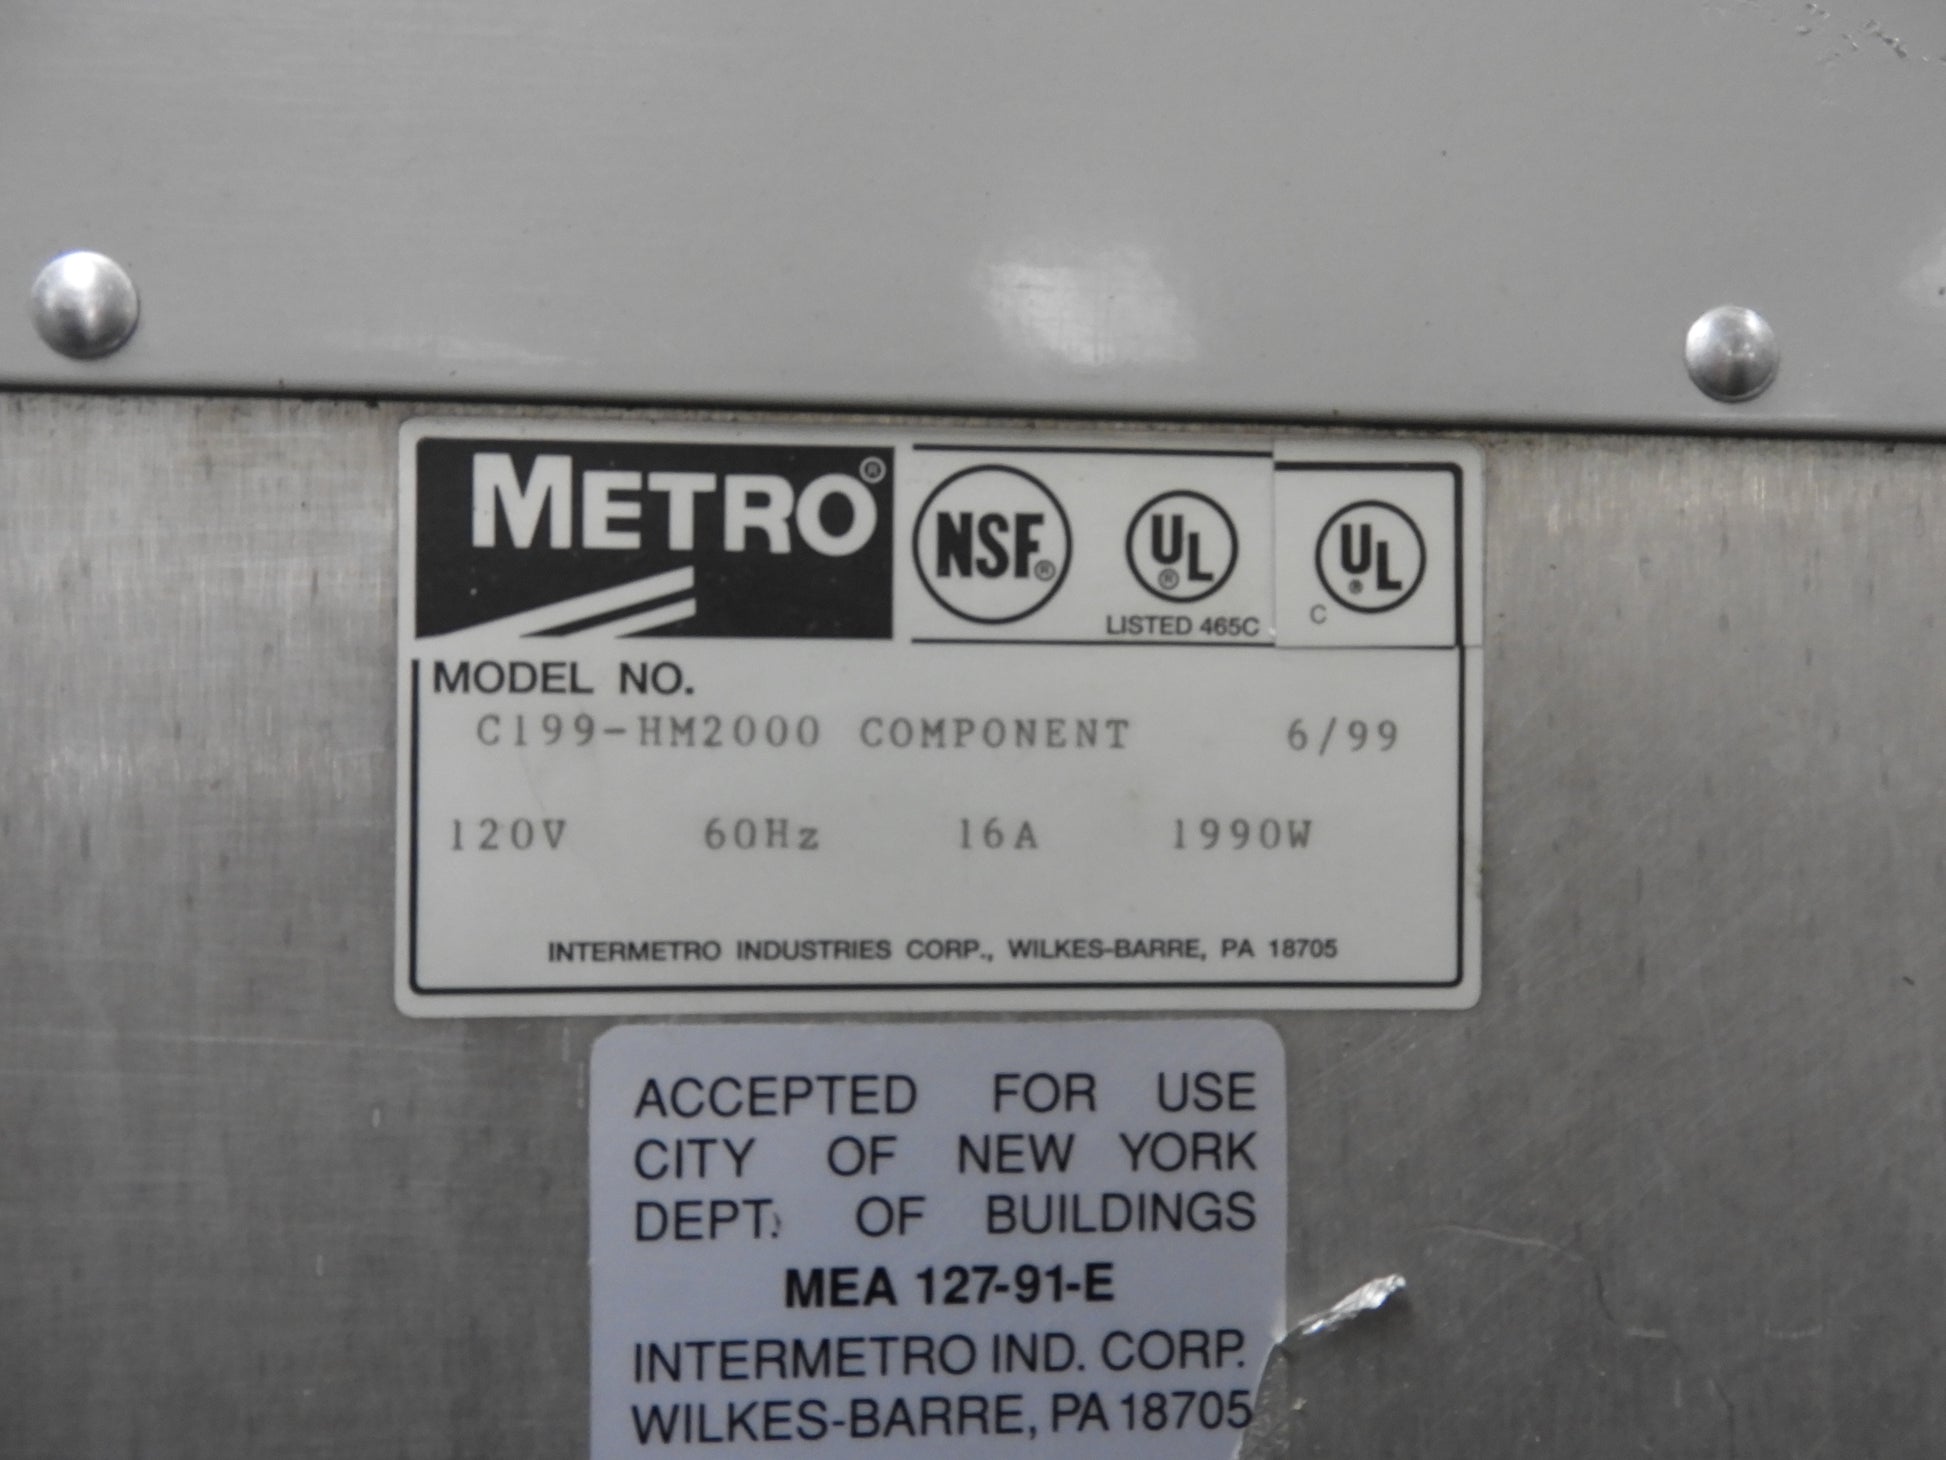 METRO®
NSF®
UL®
LISTED 465C
C UL®
MODEL NO.
C199-HM2000 COMPONENT 6/99
120V 60Hz 16A 1990W
INTERMETRO INDUSTRIES CORP., WILKES-BARRE, PA 18705
ACCEPTED FOR USE
CITY OF NEW YORK
DEPT. OF BUILDINGS
MEA 127-91-E
INTERMETRO IND. CORP.
WILKES-BARRE, PA 18705